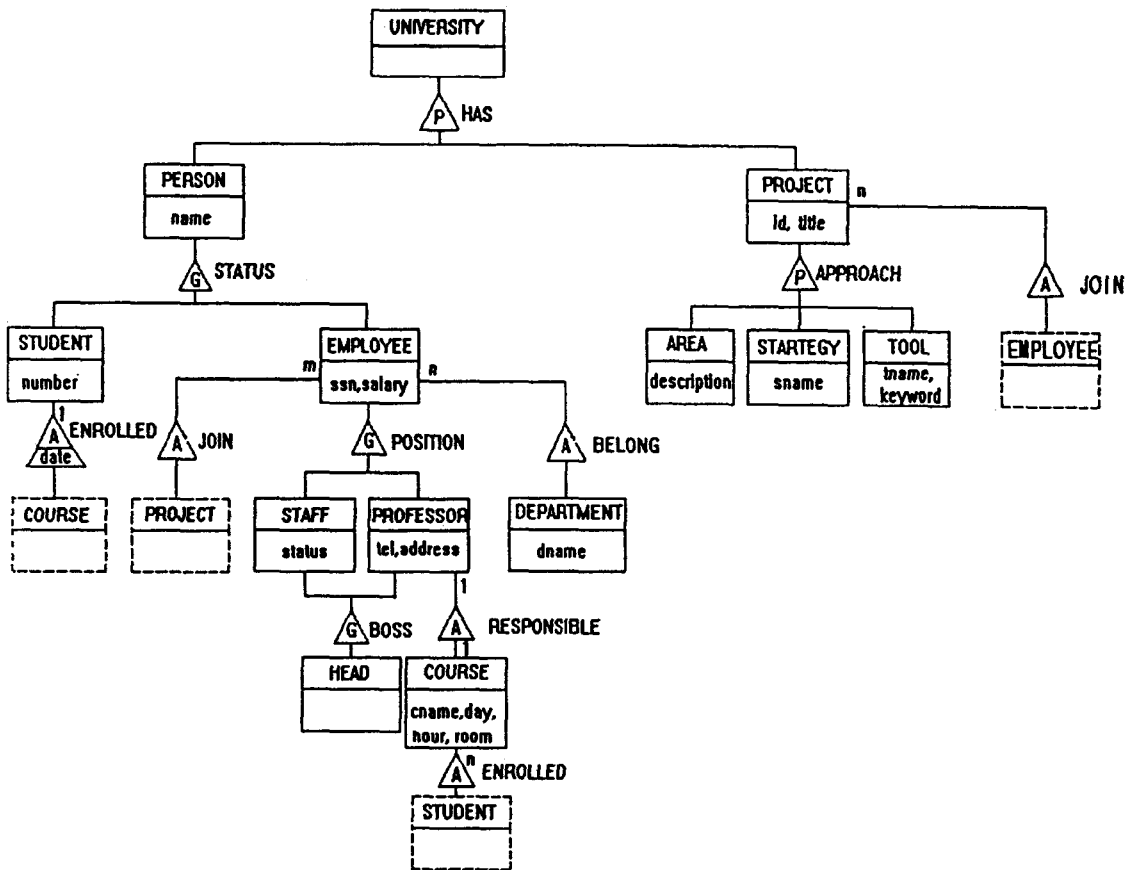 UNIVERSITY
P HAS
PERSON
name
PROJECT
id, title
n
G STATUS
P APPROACH
A JOIN
STUDENT
number
EMPLOYEE
ssn,salary
m
n
AREA
description
STARTEGY
sname
TOOL
tname,
keyword
EMPLOYEE
1
A ENROLLED
date
A JOIN
G POSITION
A BELONG
COURSE
PROJECT
STAFF
status
PROFESSOR
tel,address
DEPARTMENT
dname
1
G BOSS
A RESPONSIBLE
1
HEAD
COURSE
cname,day,
hour, room
n
A ENROLLED
STUDENT